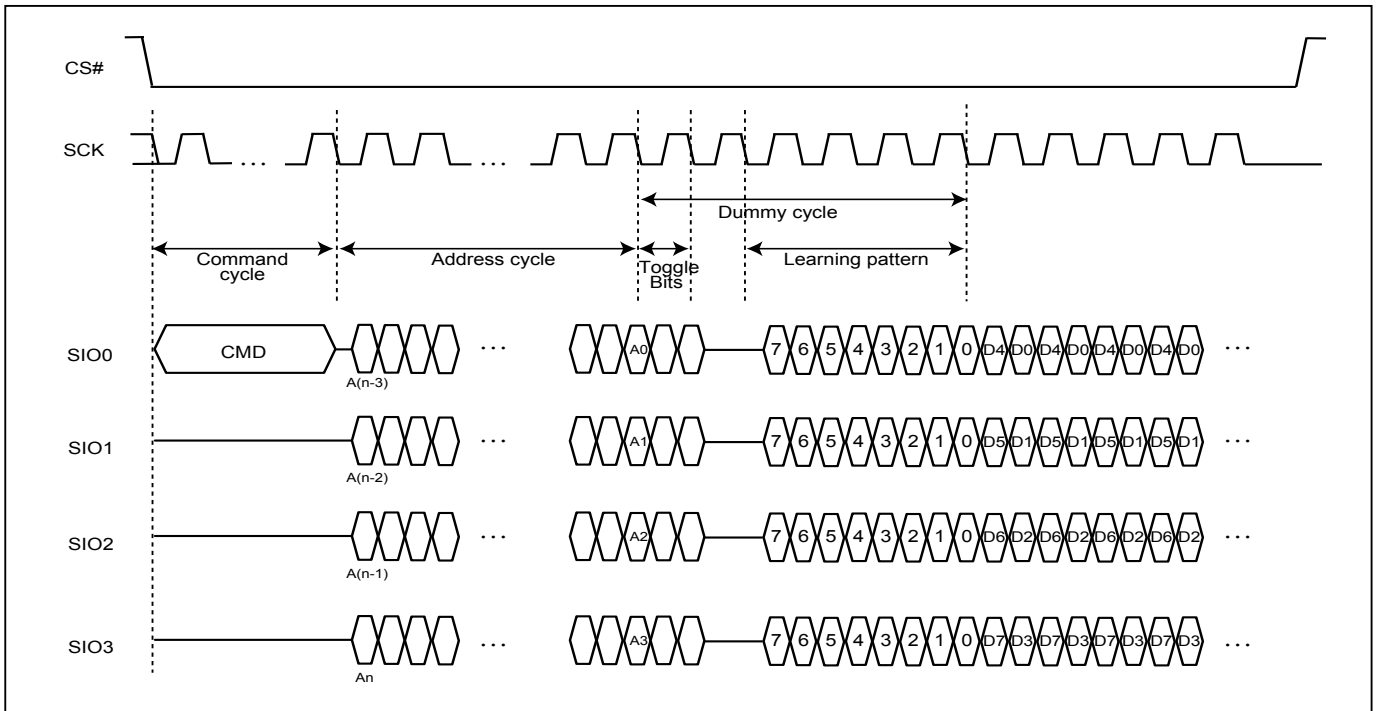 CS#
SCK ... ...
Dummy cycle
Command cycle
Address cycle
Toggle Bits
Learning pattern
SIO0 CMD ... A0 7 6 5 4 3 2 1 0 D4 D0 D4 D0 D4 D0 D4 D0 ...
A(n-3)
SIO1 ... A1 7 6 5 4 3 2 1 0 D5 D1 D5 D1 D5 D1 D5 D1 ...
A(n-2)
SIO2 ... A2 7 6 5 4 3 2 1 0 D6 D2 D6 D2 D6 D2 D6 D2 ...
A(n-1)
SIO3 ... A3 7 6 5 4 3 2 1 0 D7 D3 D7 D3 D7 D3 D7 D3 ...
An